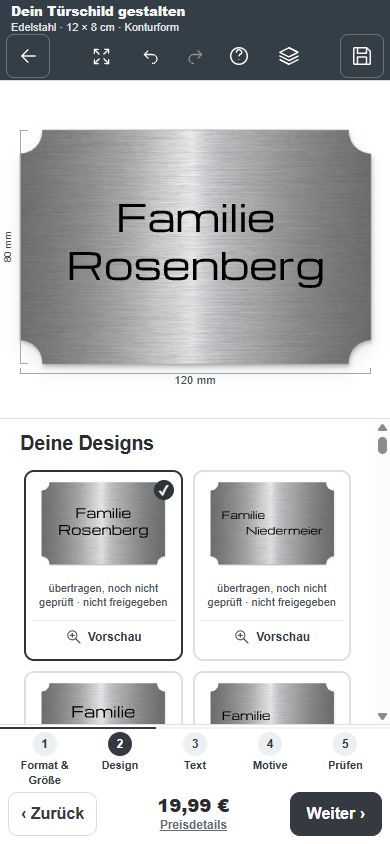 Dein Türschild gestalten
Edelstahl · 12 × 8 cm · Konturform
Familie
Rosenberg
80 mm
120 mm
Deine Designs
Familie
Rosenberg
übertragen, noch nicht
geprüft · nicht freigegeben
Vorschau
Familie
Niedermeier
übertragen, noch nicht
geprüft · nicht freigegeben
Vorschau
Familie
Familie
1
Format &
Größe
2
Design
3
Text
4
Motive
5
Prüfen
‹ Zurück
19,99 €
Preisdetails
Weiter ›